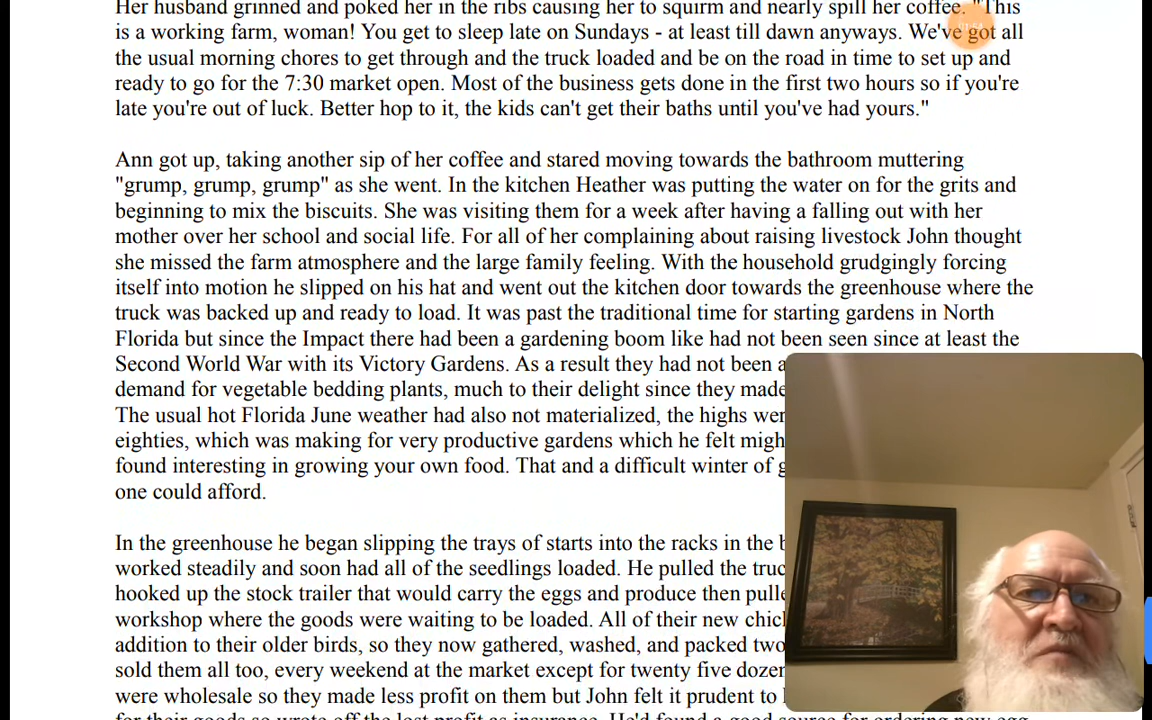 Her husband grinned and poked her in the ribs causing her to squirm and nearly spill her coffee. "This
is a working farm, woman! You get to sleep late on Sundays - at least till dawn anyways. We've got all
the usual morning chores to get through and the truck loaded and be on the road in time to set up and
ready to go for the 7:30 market open. Most of the business gets done in the first two hours so if you're
late you're out of luck. Better hop to it, the kids can't get their baths until you've had yours."
Ann got up, taking another sip of her coffee and stared moving towards the bathroom muttering
"grump, grump, grump" as she went. In the kitchen Heather was putting the water on for the grits and
beginning to mix the biscuits. She was visiting them for a week after having a falling out with her
mother over her school and social life. For all of her complaining about raising livestock John thought
she missed the farm atmosphere and the large family feeling. With the household grudgingly forcing
itself into motion he slipped on his hat and went out the kitchen door towards the greenhouse where the
truck was backed up and ready to load. It was past the traditional time for starting gardens in North
Florida but since the Impact there had been a gardening boom like had not been seen since at least the
Second World War with its Victory Gardens. As a result they had not been a
demand for vegetable bedding plants, much to their delight since they made
The usual hot Florida June weather had also not materialized, the highs wer
eighties, which was making for very productive gardens which he felt migh
found interesting in growing your own food. That and a difficult winter of g
one could afford.
In the greenhouse he began slipping the trays of starts into the racks in the b
worked steadily and soon had all of the seedlings loaded. He pulled the truc
hooked up the stock trailer that would carry the eggs and produce then pulle
workshop where the goods were waiting to be loaded. All of their new chic
addition to their older birds, so they now gathered, washed, and packed two
sold them all too, every weekend at the market except for twenty five dozen
were wholesale so they made less profit on them but John felt it prudent to
for their goods so wrote off the lost profit as insurance. He'd found a good source for ordering new egg